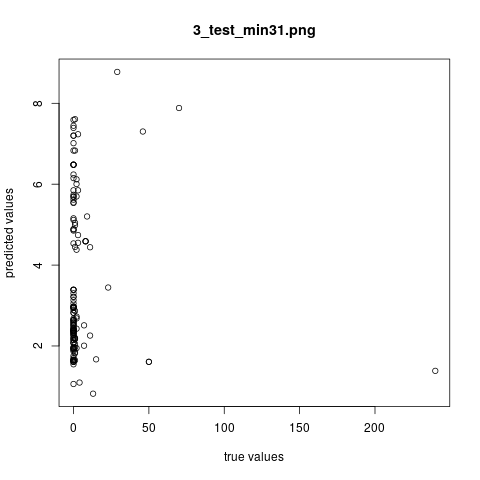 3_test_min31.png
predicted values
8
6
4
2
0 50 100 150 200
true values